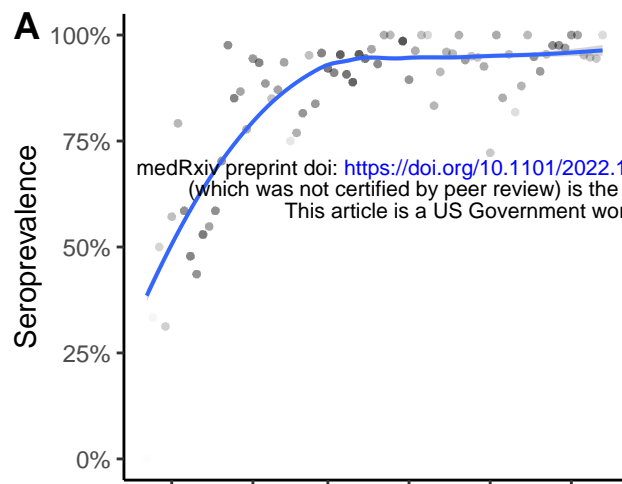 A
100%
75%
medRxiv preprint doi: https://doi.org/10.1101/2022.1
(which was not certified by peer review) is the
This article is a US Government wor
50%
Seroprevalence
25%
0%